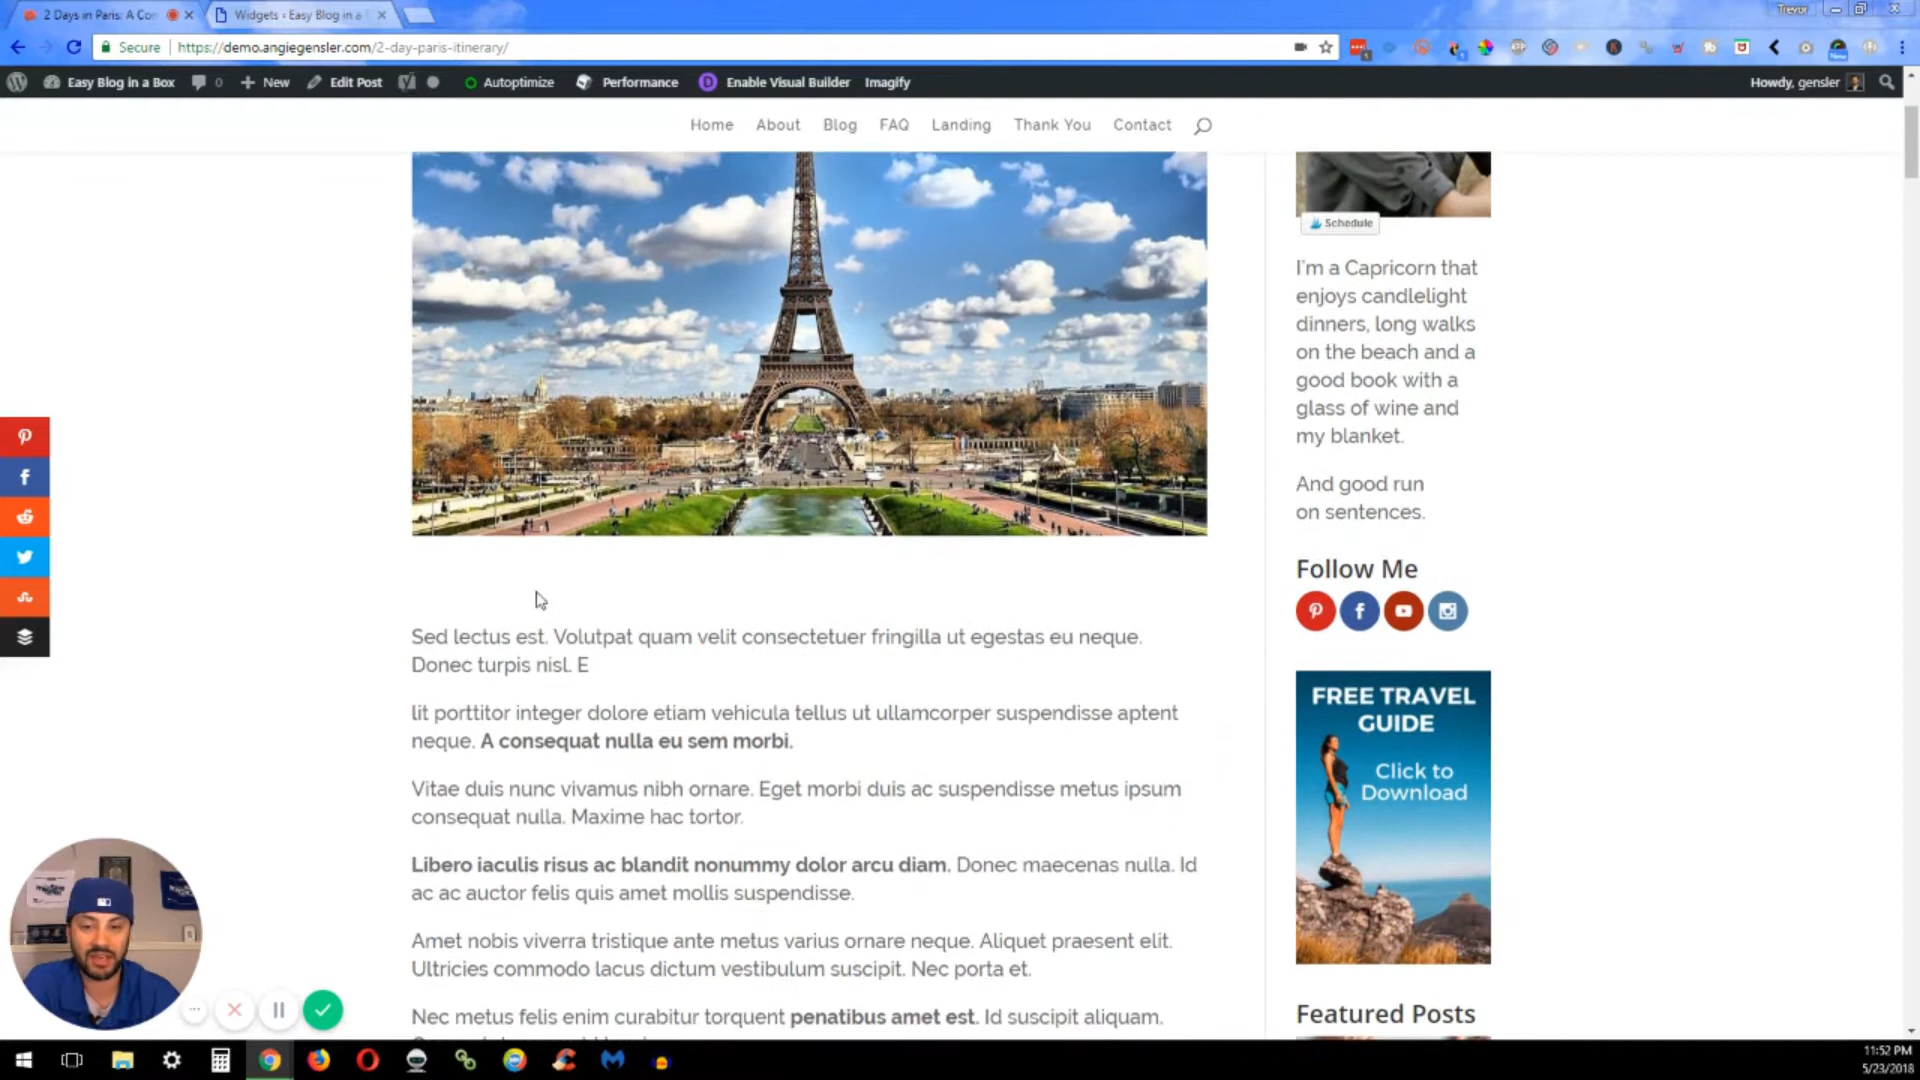 2 Days in Paris: A Co
Widgets ‹ Easy Blog in a
Trevor
Secure
https://demo.angiegensler.com/2-day-paris-itinerary/
Easy Blog in a Box
0
New
Edit Post
Autoptimize
Performance
Enable Visual Builder
Imagify
Howdy, gensler
Home
About
Blog
FAQ
Landing
Thank You
Contact
Schedule
I'm a Capricorn that
enjoys candlelight
dinners, long walks
on the beach and a
good book with a
glass of wine and
my blanket.
And good run
on sentences.
Follow Me
FREE TRAVEL
GUIDE
Click to
Download
Featured Posts
Sed lectus est. Volutpat quam velit consectetuer fringilla ut egestas eu neque.
Donec turpis nisl. E
lit porttitor integer dolore etiam vehicula tellus ut ullamcorper suspendisse aptent
neque. A consequat nulla eu sem morbi.
Vitae duis nunc vivamus nibh ornare. Eget morbi duis ac suspendisse metus ipsum
consequat nulla. Maxime hac tortor.
Libero iaculis risus ac blandit nonummy dolor arcu diam. Donec maecenas nulla. Id
ac ac auctor felis quis amet mollis suspendisse.
Amet nobis viverra tristique ante metus varius ornare neque. Aliquet praesent elit.
Ultricies commodo lacus dictum vestibulum suscipit. Nec porta et.
Nec metus felis enim curabitur torquent penatibus amet est. Id suscipit aliquam.
11:52 PM
5/23/2018